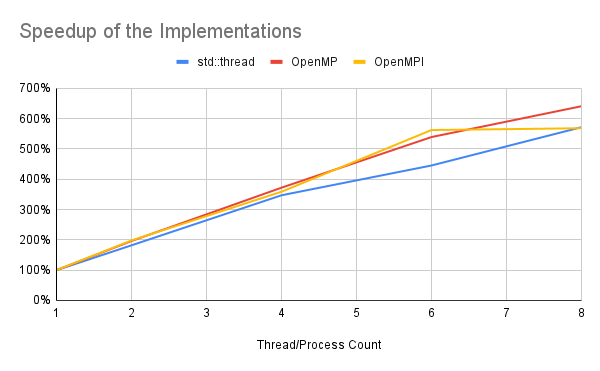 Speedup of the Implementations
std::thread OpenMP OpenMPI
700%
600%
500%
400%
300%
200%
100%
0%
1 2 3 4 5 6 7 8
Thread/Process Count